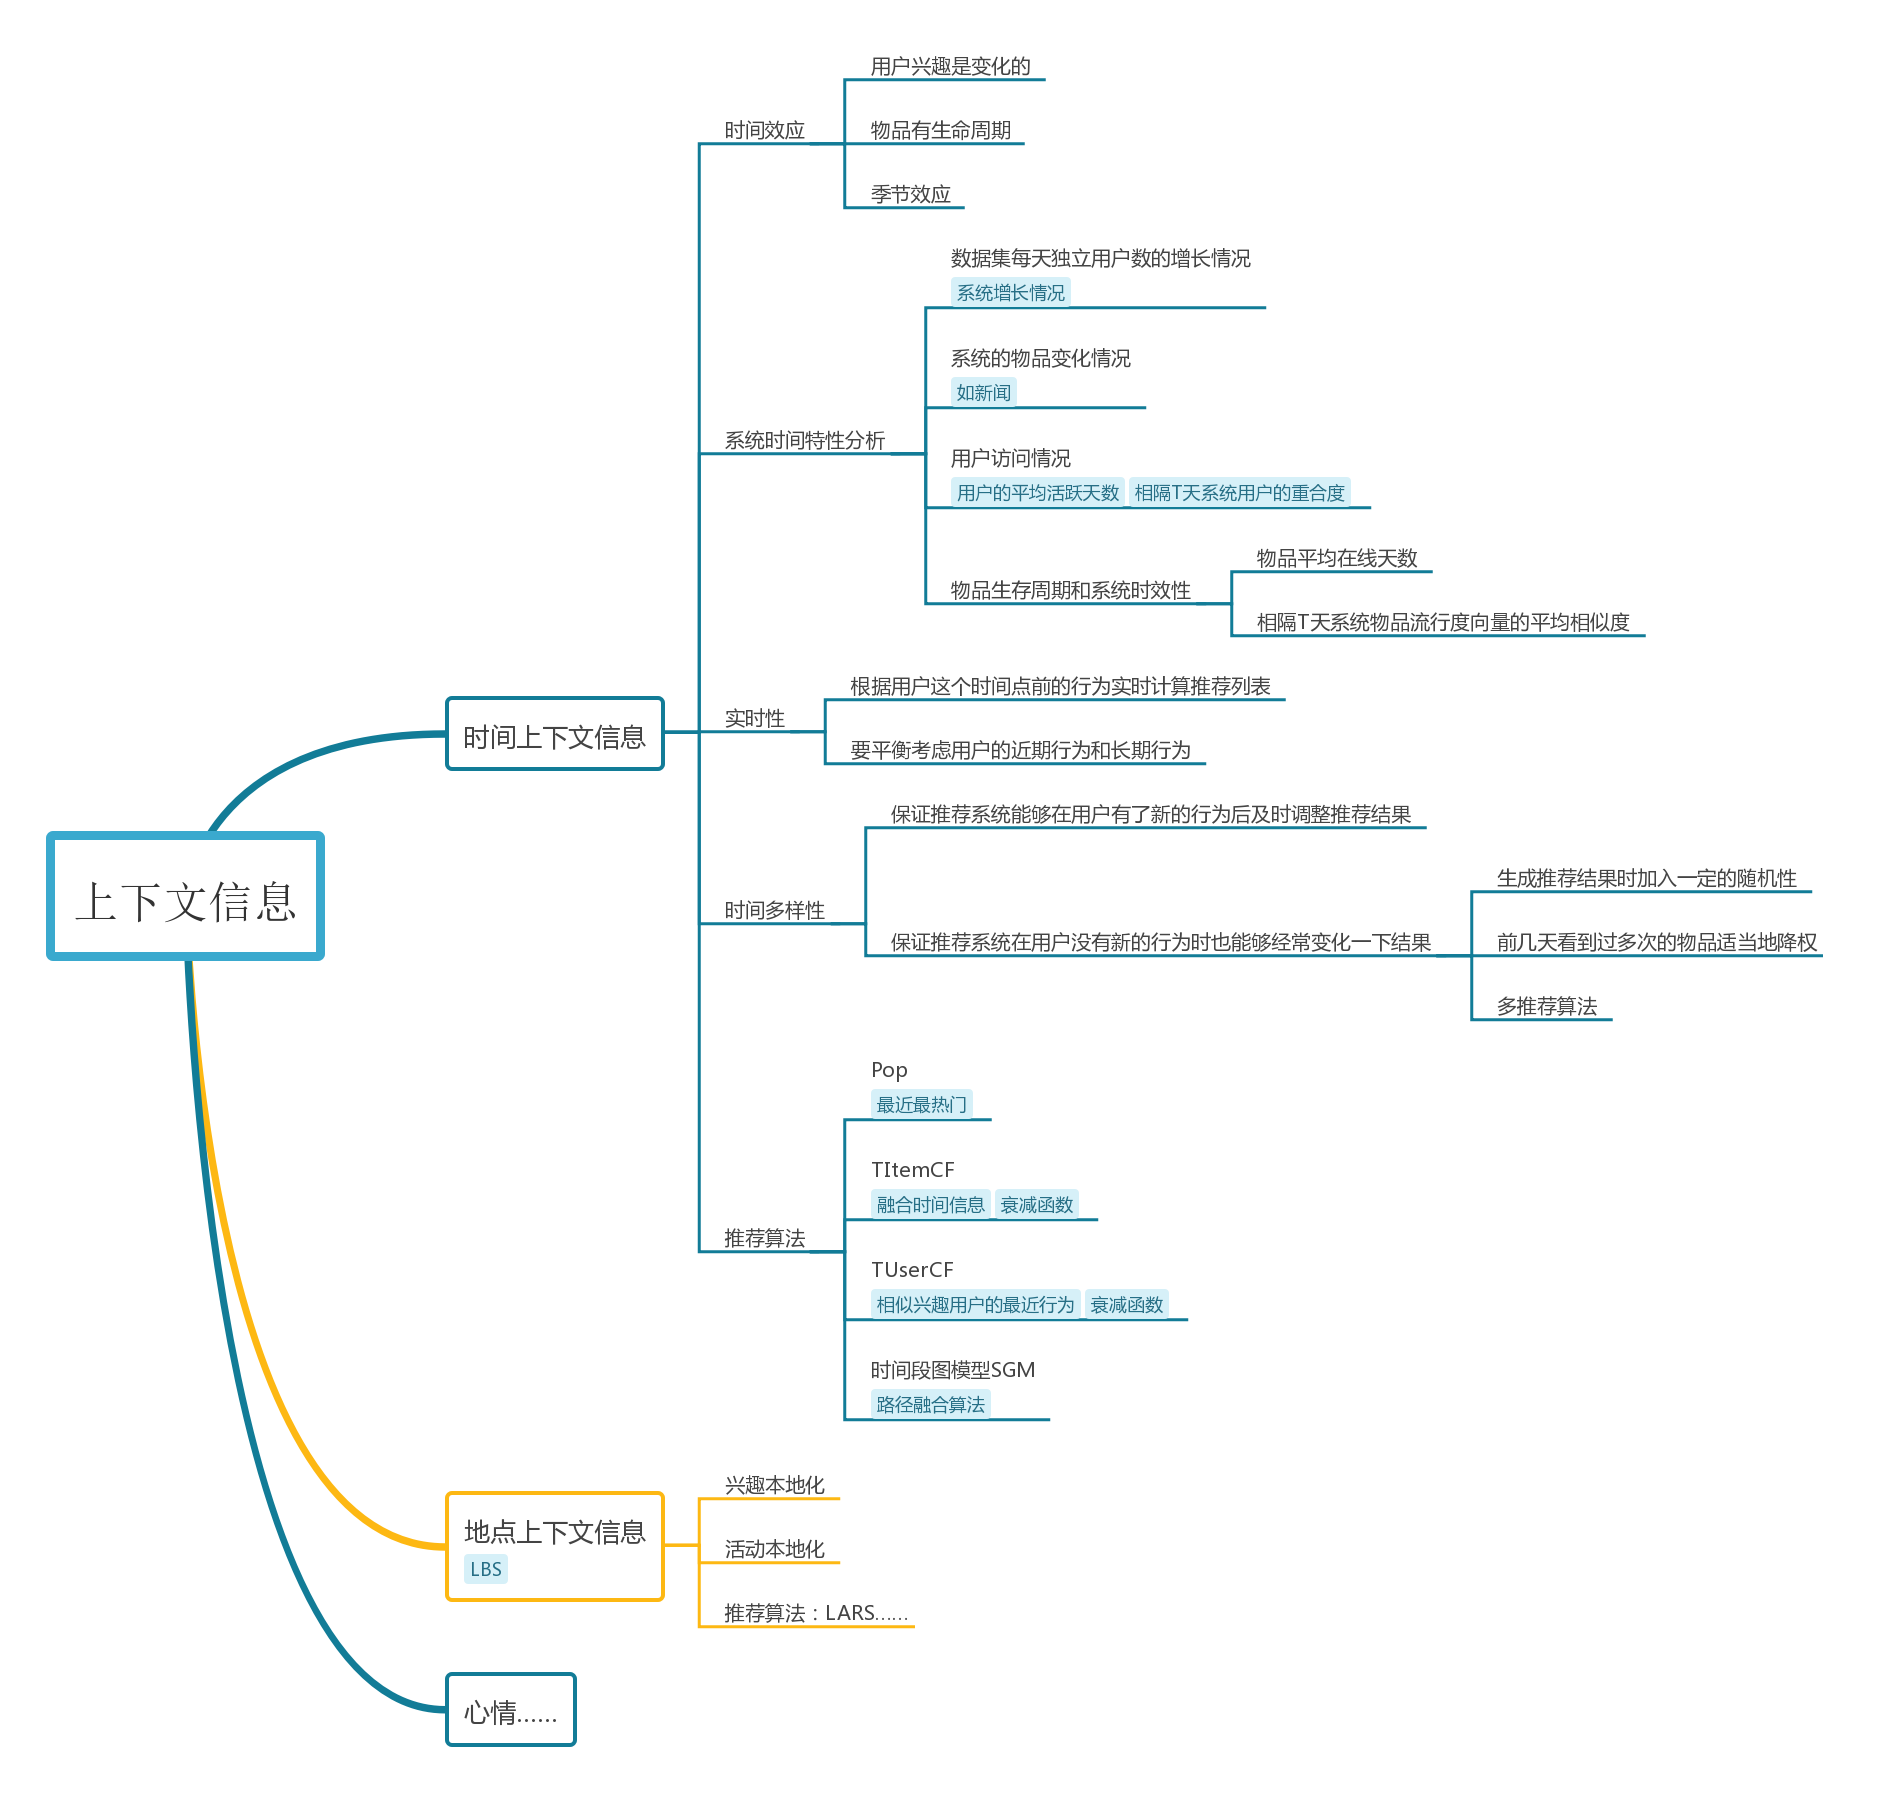 上下文信息
时间上下文信息
时间效应
用户兴趣是变化的
物品有生命周期
季节效应
系统时间特性分析
数据集每天独立用户数的增长情况
系统增长情况
系统的物品变化情况
如新闻
用户访问情况
用户的平均活跃天数 相隔T天系统用户的重合度
物品生存周期和系统时效性
物品平均在线天数
相隔T天系统物品流行度向量的平均相似度
实时性
根据用户这个时间点前的行为实时计算推荐列表
要平衡考虑用户的近期行为和长期行为
时间多样性
保证推荐系统能够在用户有了新的行为后及时调整推荐结果
保证推荐系统在用户没有新的行为时也能够经常变化一下结果
生成推荐结果时加入一定的随机性
前几天看到过多次的物品适当地降权
多推荐算法
推荐算法
Pop
最近最热门
TItemCF
融合时间信息 衰减函数
TUserCF
相似兴趣用户的最近行为 衰减函数
时间段图模型SGM
路径融合算法
地点上下文信息
LBS
兴趣本地化
活动本地化
推荐算法：LARS……
心情……